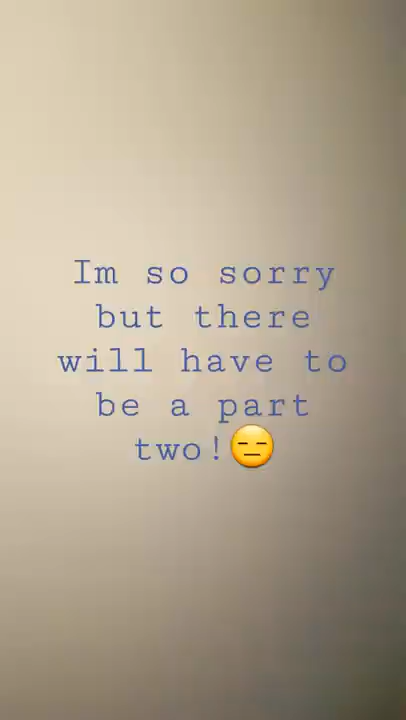 Im so sorry
but there
will have to
be a part
two!😑